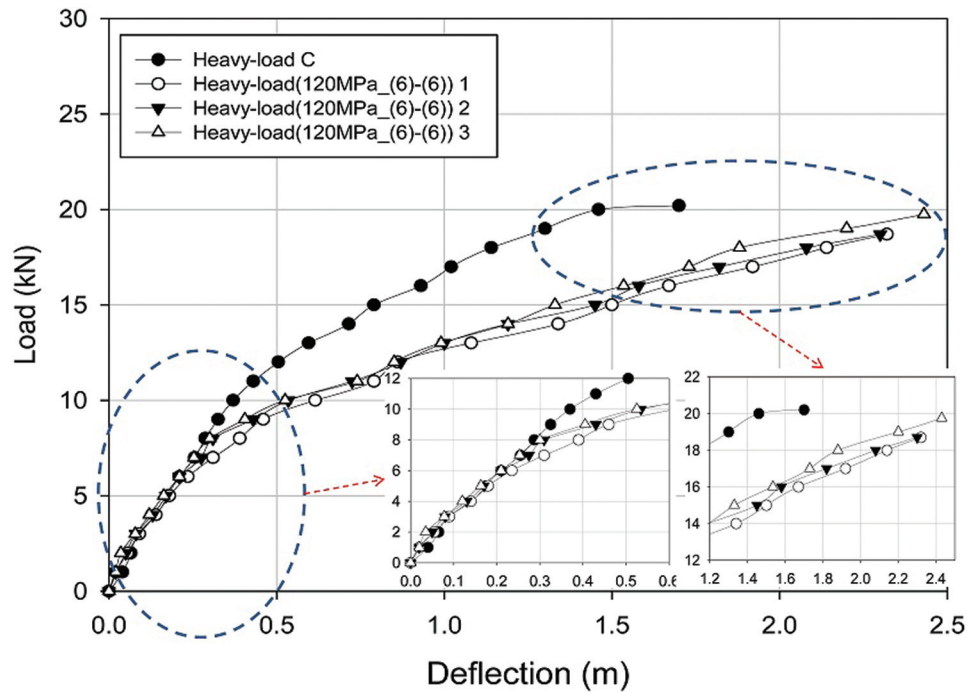 30
25
20
15
10
5
0
Load (kN)
Heavy-load C
Heavy-load(120MPa_(6)-(6)) 1
Heavy-load(120MPa_(6)-(6)) 2
Heavy-load(120MPa_(6)-(6)) 3
12
10
8
6
4
2
0
0.0 0.1 0.2 0.3 0.4 0.5 0.6
22
20
18
16
14
12
1.2 1.4 1.6 1.8 2.0 2.2 2.4
0.0 0.5 1.0 1.5 2.0 2.5
Deflection (m)